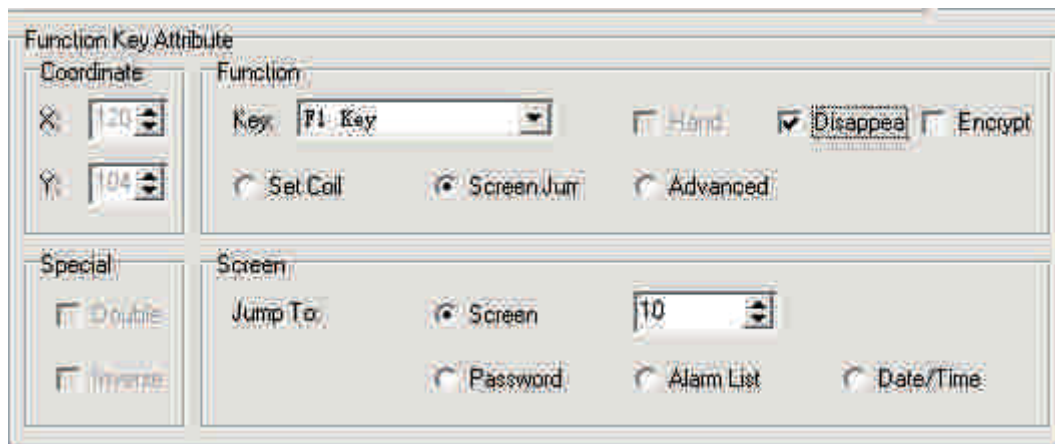 Function Key Attribute
Coordinate
Function
X: 120
Key: F1 Key
Hand
Disappea
Encrypt
Y: 104
Set Coil
Screen Jum
Advanced
Special
Screen
Double
Jump To:
Screen
10
Inverse
Password
Alarm List
Date/Time